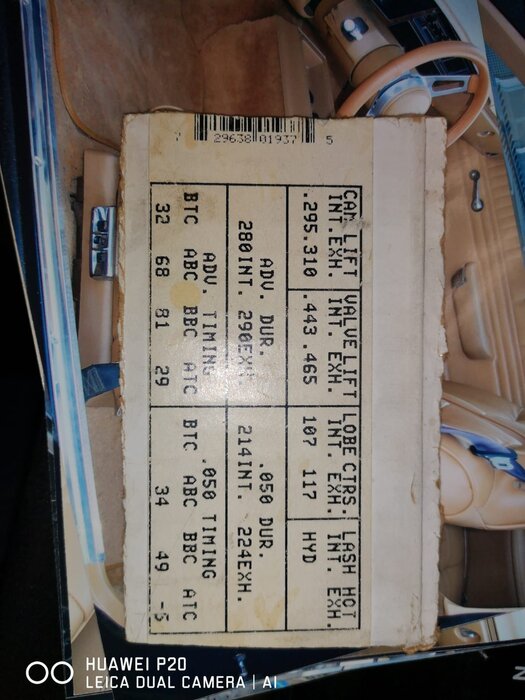 7 29638 01937 5
CAM LIFT VALVE LIFT LOBE CTRS. LASH HOT
INT.EXH. INT. EXH. INT. EXH. INT. EXH.
.295.310 .443 .465 107 117 HYD
ADV. DUR. .050 DUR.
280INT. 290EXH. 214INT. 224EXH.
ADV. TIMING .050 TIMING
BTC ABC BBC ATC BTC ABC BBC ATC
32 68 81 29 34 49 -5
HUAWEI P20
LEICA DUAL CAMERA | AI